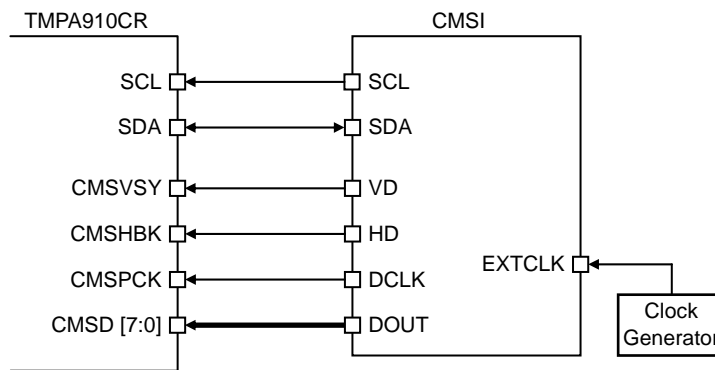 TMPA910CR
CMSI
SCL
SCL
SDA
SDA
CMSVSY
VD
CMSHBK
HD
EXTCLK
CMSPCK
DCLK
CMSD [7:0]
DOUT
Clock
Generator